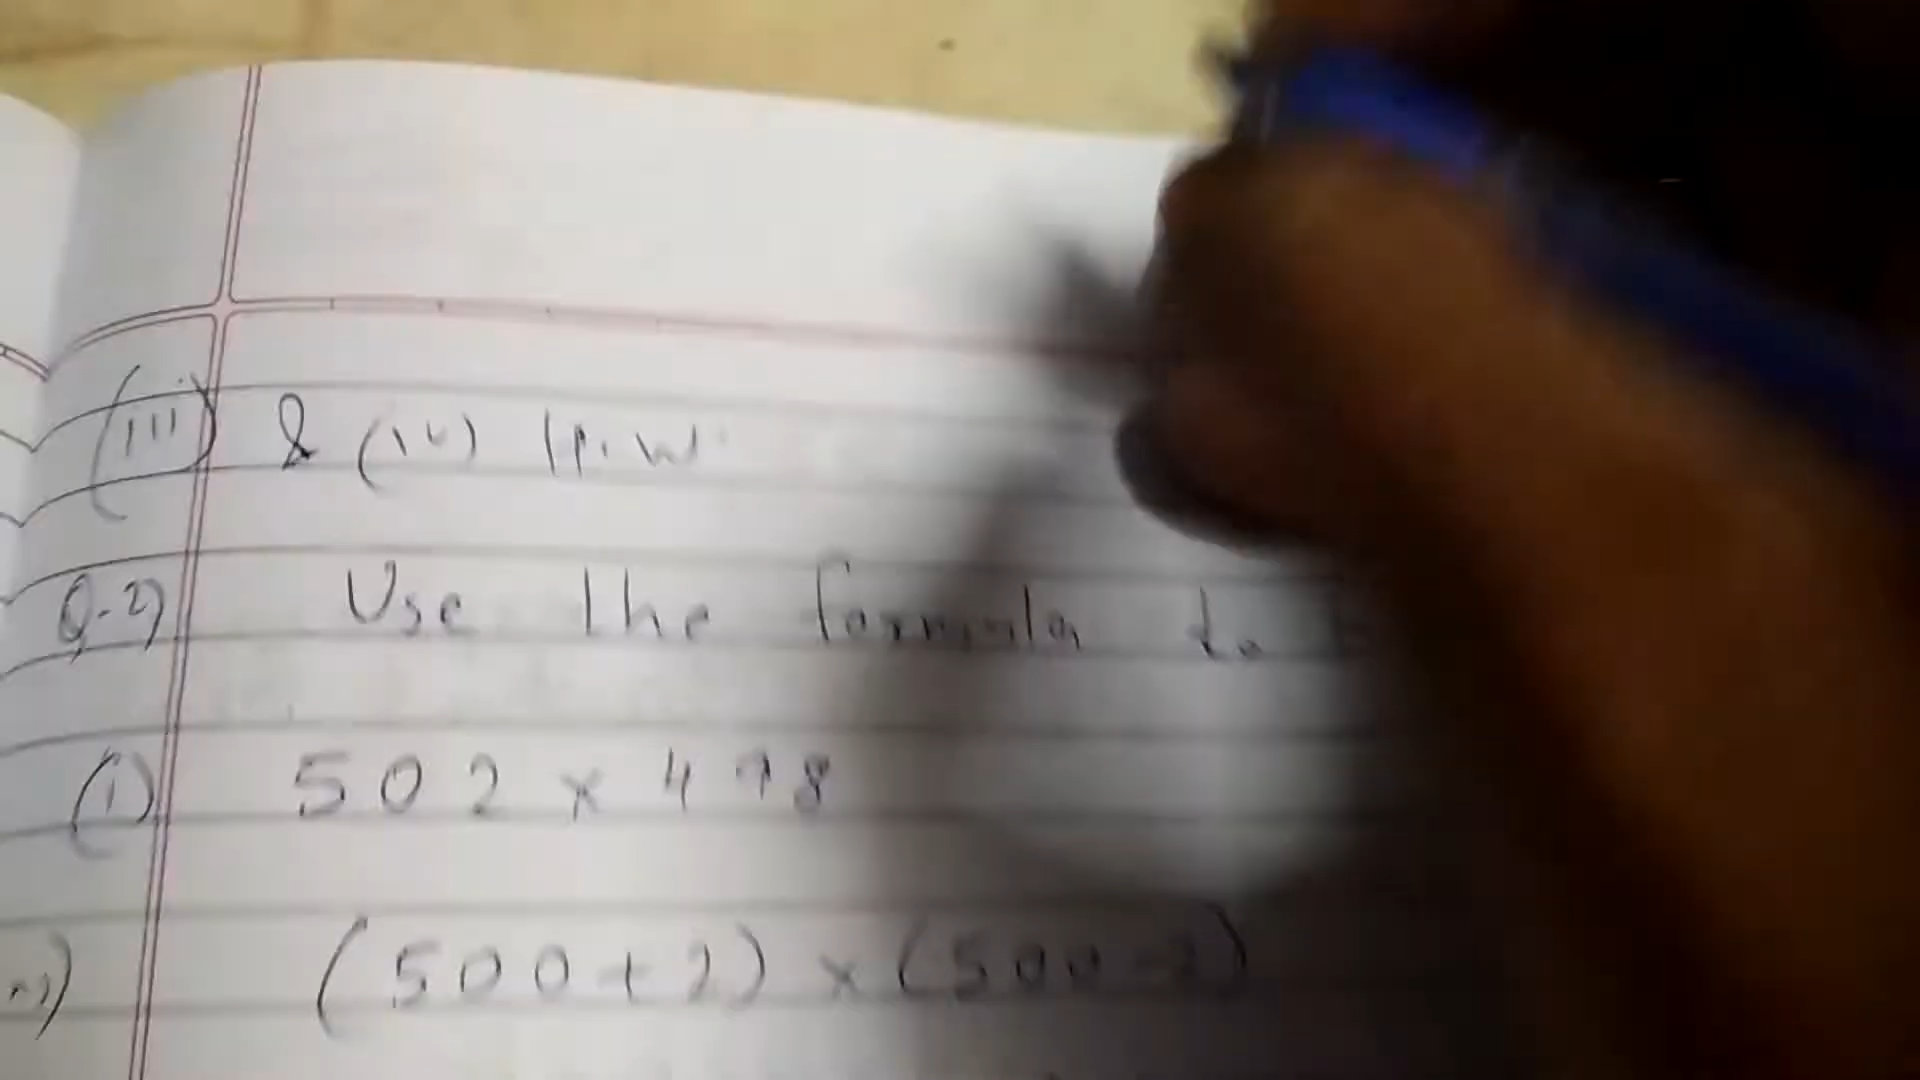 (iii) & (iv) H.W.
Q-2) Use the formula to
(i) 502 x 498
(500+2) x (500-2)